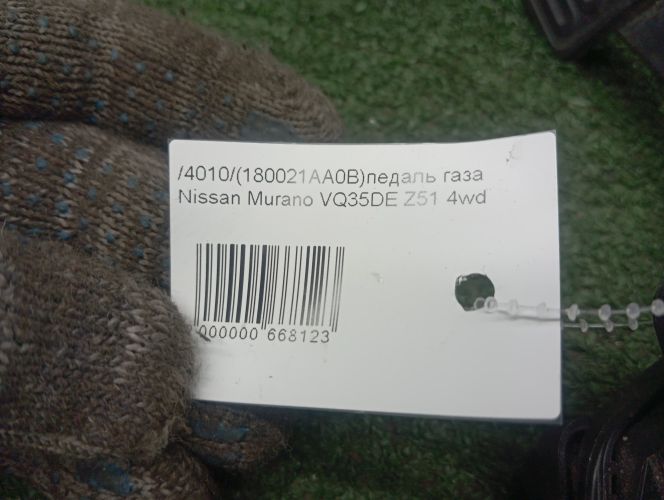 /4010/(180021AA0B)педаль газа
Nissan Murano VQ35DE Z51 4wd
000000 668123